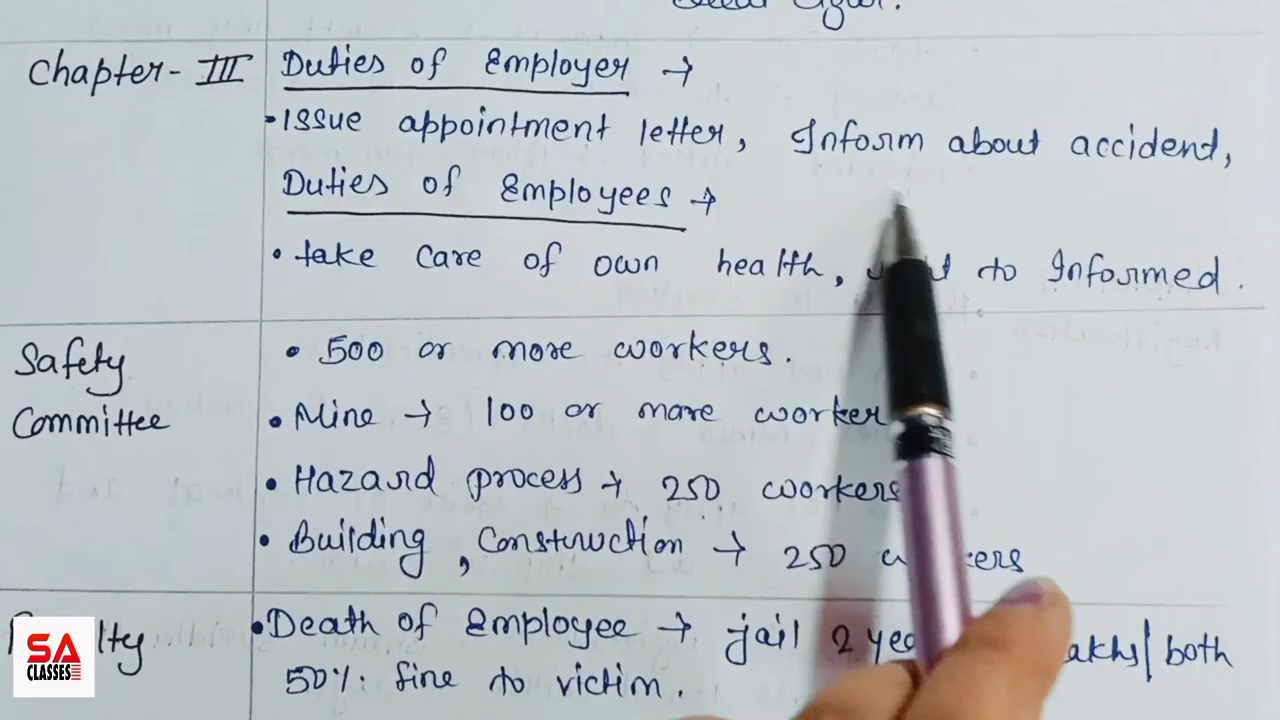 Chapter - III
Duties of Employer →
• Issue appointment letter, Inform about accidend,
Duties of Employees →
• take care of own health, to Informed.
Safety Committee
• 500 or more workers.
• Mine → 100 or more worker
• Hazard process → 250 workers
• Building, Construction → 250
• Death of Employee → jail 2 both
50%. fine to victim.
SA
CLASSES